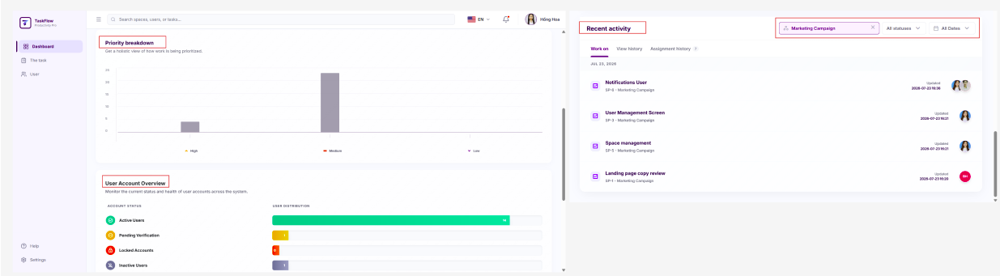 TaskFlow
Productivity Pro
Search spaces, users, or tasks...
EN
Hồng Hoa
Dashboard
The task
User
Help
Settings
Priority breakdown
Get a holistic view of how work is being prioritized.
25
20
15
10
0
High
Medium
Low
User Account Overview
Monitor the current status and health of user accounts across the system.
ACCOUNT STATUS
USER DISTRIBUTION
Active Users
Pending Verification
1
Locked Accounts
0
Inactive Users
1
Recent activity
Marketing Campaign
All statuses
All Dates
Work on
View history
Assignment history
7
JUL 23, 2026
Notifications User
SP-6 - Marketing Campaign
Updated
2026-07-23 16:36
User Management Screen
SP-3 - Marketing Campaign
Updated
2026-07-23 16:21
Space management
SP-5 - Marketing Campaign
Updated
2026-07-23 16:21
Landing page copy review
SP-1 - Marketing Campaign
Updated
2026-07-23 16:20